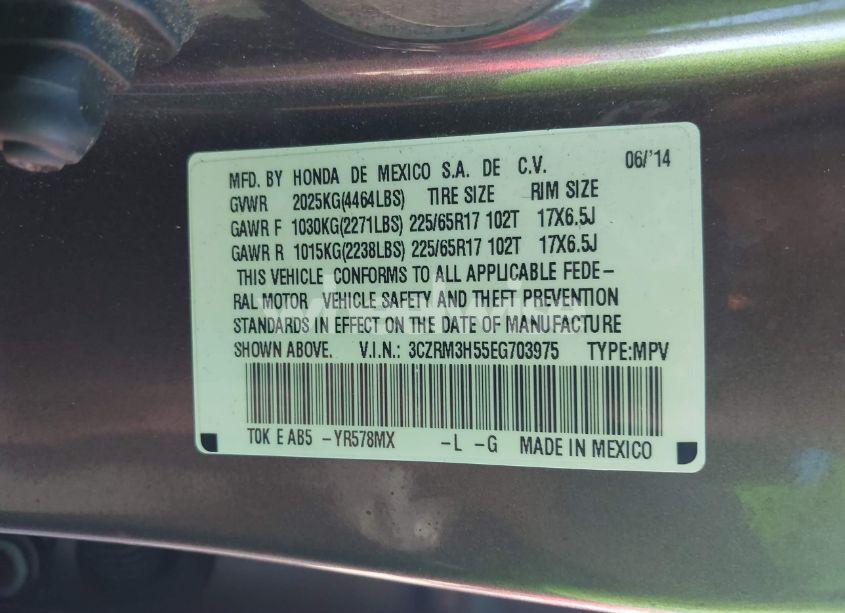 MFD. BY HONDA DE MEXICO S.A. DE C.V. 06/'14
GVWR 2025KG(4464LBS) TIRE SIZE RIM SIZE
GAWR F 1030KG(2271LBS) 225/65R17 102T 17X6.5J
GAWR R 1015KG(2238LBS) 225/65R17 102T 17X6.5J
THIS VEHICLE CONFORMS TO ALL APPLICABLE FEDE-
RAL MOTOR VEHICLE SAFETY AND THEFT PREVENTION
STANDARDS IN EFFECT ON THE DATE OF MANUFACTURE
SHOWN ABOVE. V.I.N.: 3CZRM3H55EG703975 TYPE:MPV
TOK E AB5 -YR578MX -L -G MADE IN MEXICO